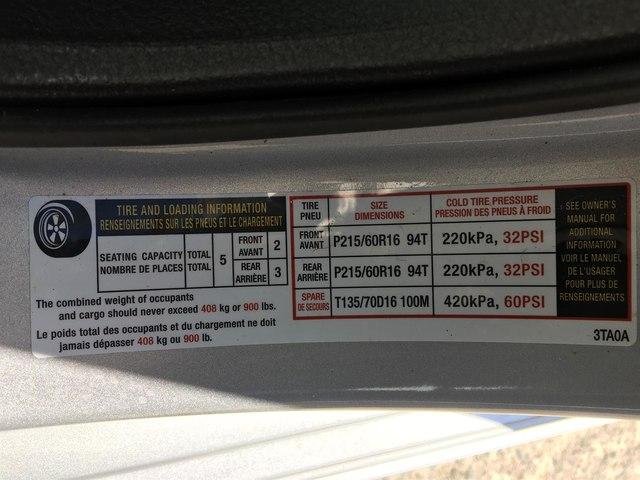 TIRE AND LOADING INFORMATION
RENSEIGNEMENTS SUR LES PNEUS ET LE CHARGEMENT
SEATING CAPACITY
NOMBRE DE PLACES
TOTAL
TOTAL
5
FRONT
AVANT
2
REAR
ARRIÈRE
3
The combined weight of occupants
and cargo should never exceed 408 kg or 900 lbs.
Le poids total des occupants et du chargement ne doit
jamais dépasser 408 kg ou 900 lb.
TIRE
PNEU
SIZE
DIMENSIONS
COLD TIRE PRESSURE
PRESSION DES PNEUS À FROID
FRONT
AVANT
P215/60R16 94T
220kPa, 32PSI
REAR
ARRIÈRE
P215/60R16 94T
220kPa, 32PSI
SPARE
DE SECOURS
T135/70D16 100M
420kPa, 60PSI
SEE OWNER'S
MANUAL FOR
ADDITIONAL
INFORMATION
VOIR LE MANUEL
DE L'USAGER
POUR PLUS DE
RENSEIGNEMENTS
3TA0A